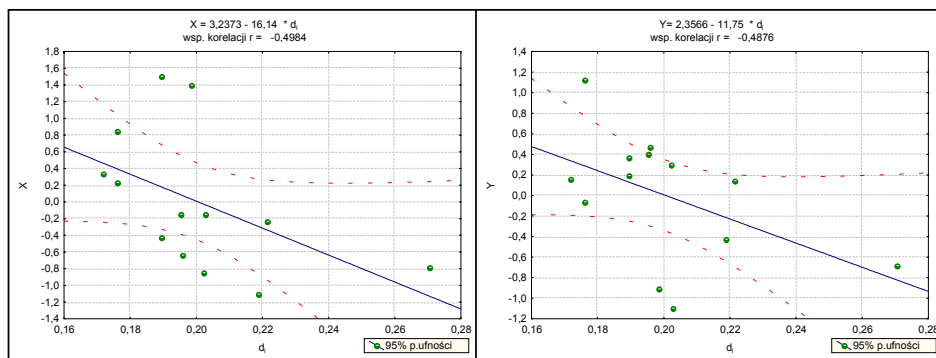 X = 3,2373 - 16,14 * dᵢ
wsp. korelacji r = -0,4984
X
1,8
1,6
1,4
1,2
1,0
0,8
0,6
0,4
0,2
0,0
-0,2
-0,4
-0,6
-0,8
-1,0
-1,2
-1,4
0,16 0,18 0,20 0,22 0,24 0,26 0,28
dᵢ
95% p.ufności
Y= 2,3566 - 11,75 * dᵢ
wsp. korelacji r = -0,4876
Y
1,4
1,2
1,0
0,8
0,6
0,4
0,2
0,0
-0,2
-0,4
-0,6
-0,8
-1,0
-1,2
0,16 0,18 0,20 0,22 0,24 0,26 0,28
dᵢ
95% p.ufności